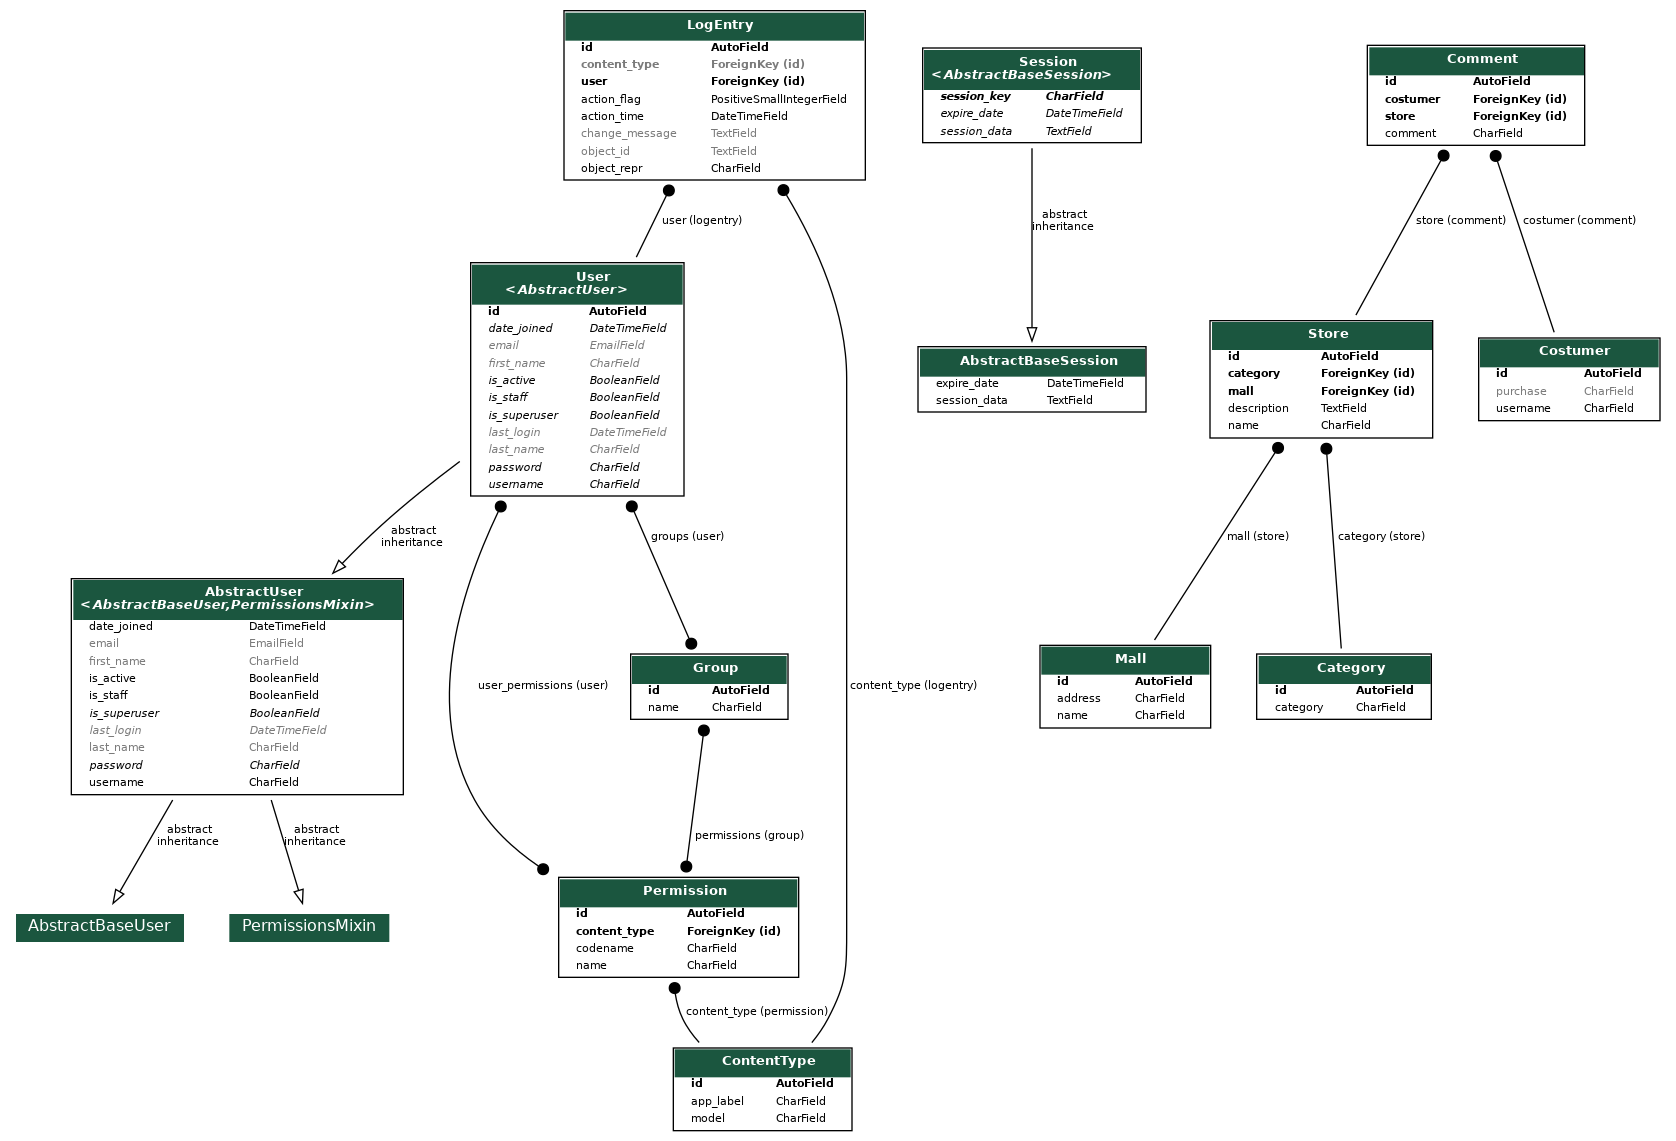 LogEntry
id AutoField
content_type ForeignKey (id)
user ForeignKey (id)
action_flag PositiveSmallIntegerField
action_time DateTimeField
change_message TextField
object_id TextField
object_repr CharField
Session
<AbstractBaseSession>
session_key CharField
expire_date DateTimeField
session_data TextField
Comment
id AutoField
costumer ForeignKey (id)
store ForeignKey (id)
comment CharField
user (logentry)
abstract
inheritance
store (comment)
costumer (comment)
User
<AbstractUser>
id AutoField
date_joined DateTimeField
email EmailField
first_name CharField
is_active BooleanField
is_staff BooleanField
is_superuser BooleanField
last_login DateTimeField
last_name CharField
password CharField
username CharField
AbstractBaseSession
expire_date DateTimeField
session_data TextField
Store
id AutoField
category ForeignKey (id)
mall ForeignKey (id)
description TextField
name CharField
Costumer
id AutoField
purchase CharField
username CharField
abstract
inheritance
groups (user)
mall (store)
category (store)
AbstractUser
<AbstractBaseUser,PermissionsMixin>
date_joined DateTimeField
email EmailField
first_name CharField
is_active BooleanField
is_staff BooleanField
is_superuser BooleanField
last_login DateTimeField
last_name CharField
password CharField
username CharField
user_permissions (user)
Group
id AutoField
name CharField
content_type (logentry)
Mall
id AutoField
address CharField
name CharField
Category
id AutoField
category CharField
abstract
inheritance
abstract
inheritance
permissions (group)
AbstractBaseUser
PermissionsMixin
Permission
id AutoField
content_type ForeignKey (id)
codename CharField
name CharField
content_type (permission)
ContentType
id AutoField
app_label CharField
model CharField